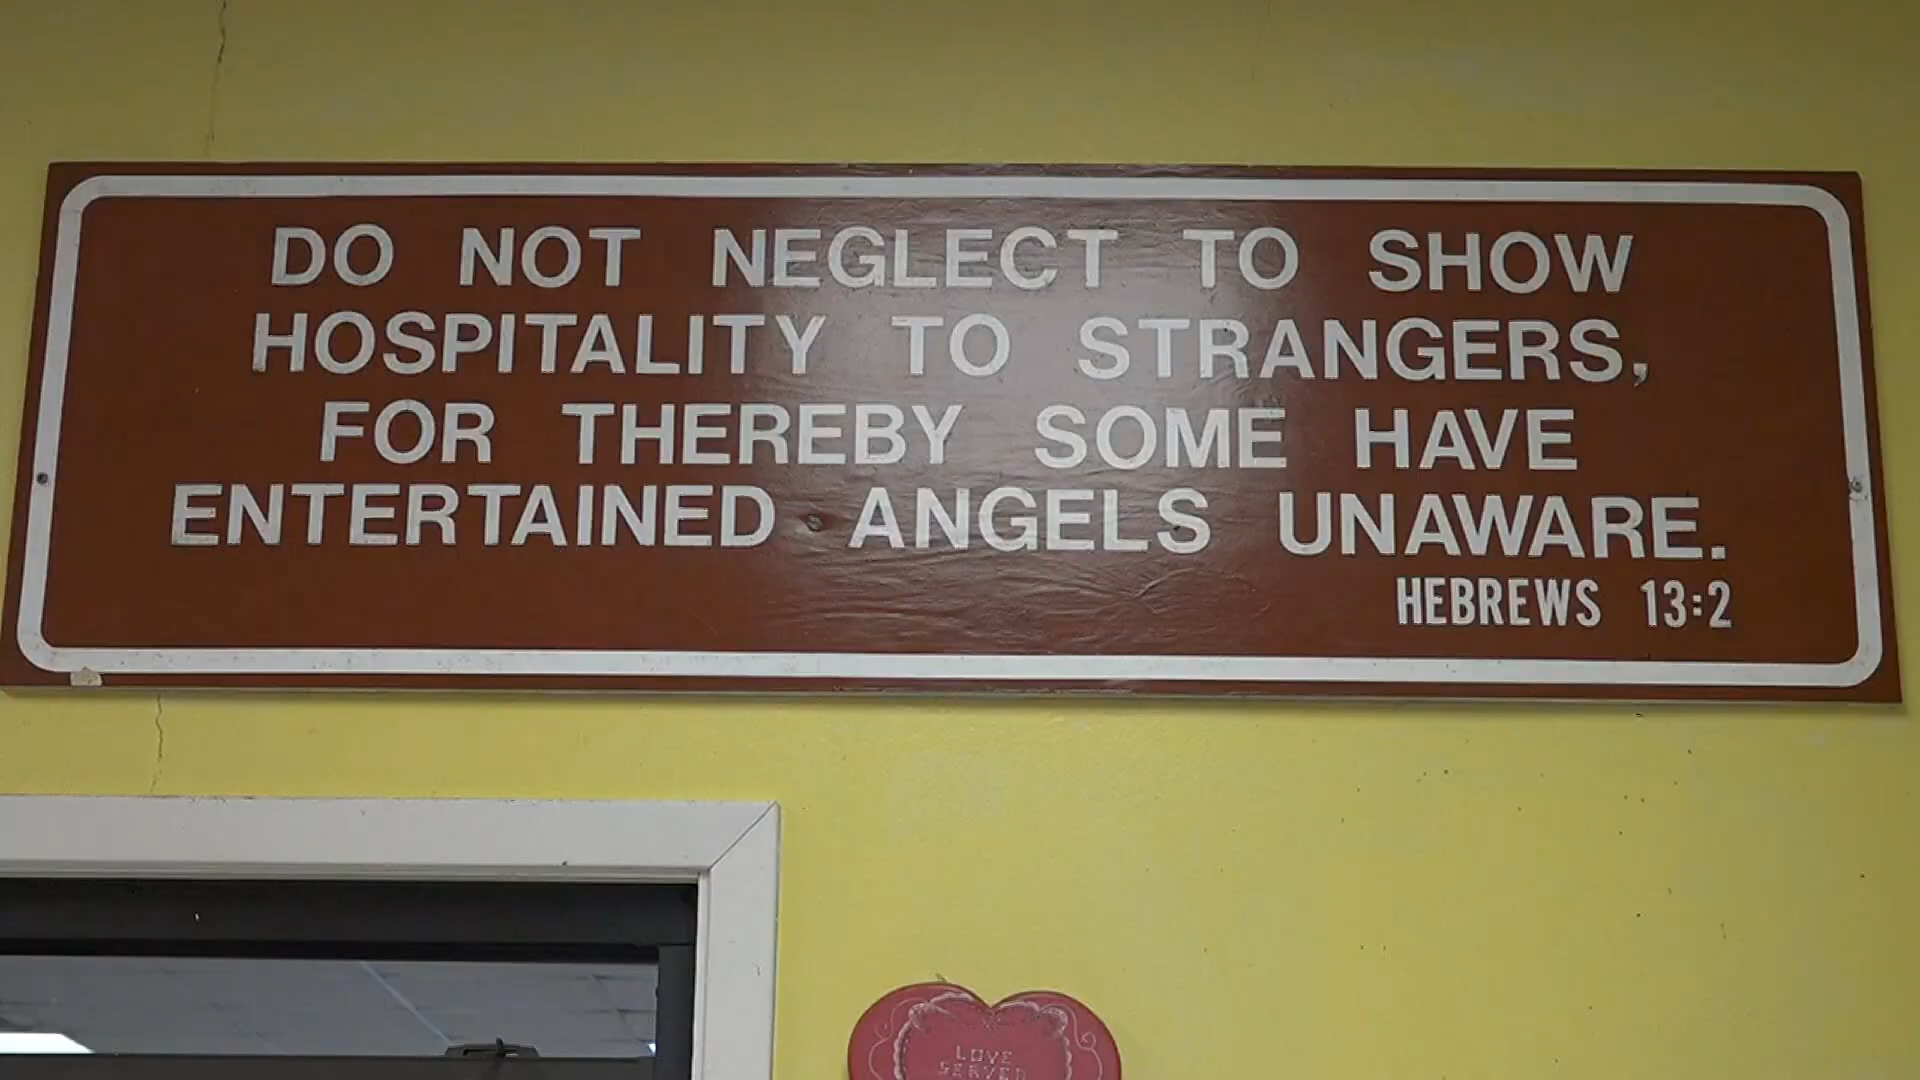 DO NOT NEGLECT TO SHOW
HOSPITALITY TO STRANGERS,
FOR THEREBY SOME HAVE
ENTERTAINED ANGELS UNAWARE.
HEBREWS 13:2
LOVE
SERVED